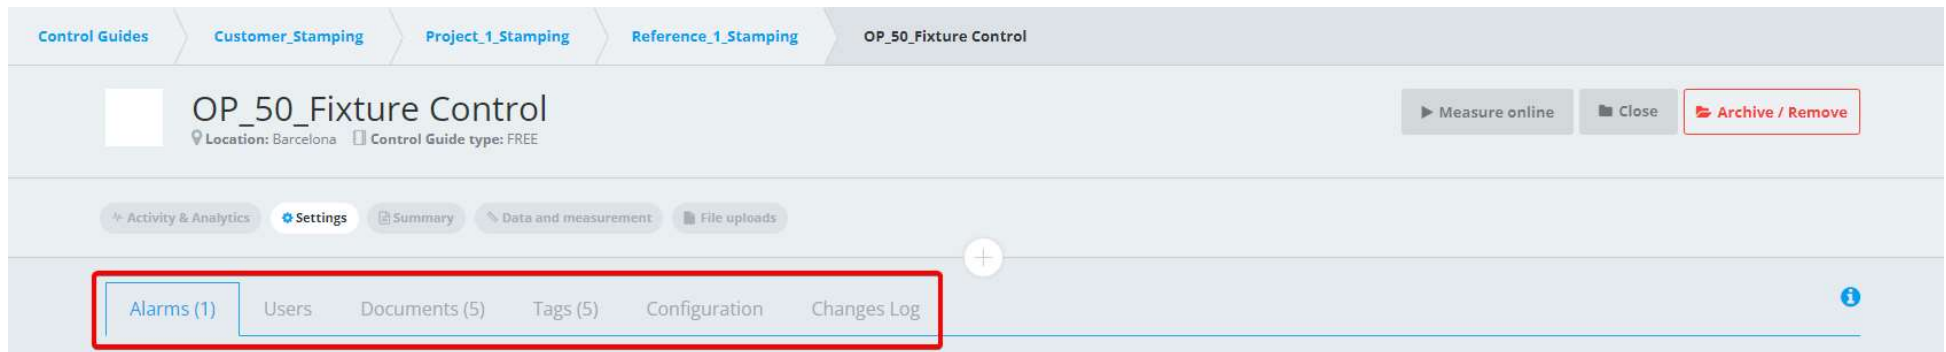 Control Guides Customer_Stamping Project_1_Stamping Reference_1_Stamping OP_50_Fixture Control
OP_50_Fixture Control
Location: Barcelona Control Guide type: FREE
Measure online Close Archive / Remove
Activity & Analytics Settings Summary Data and measurement File uploads
Alarms (1) Users Documents (5) Tags (5) Configuration Changes Log